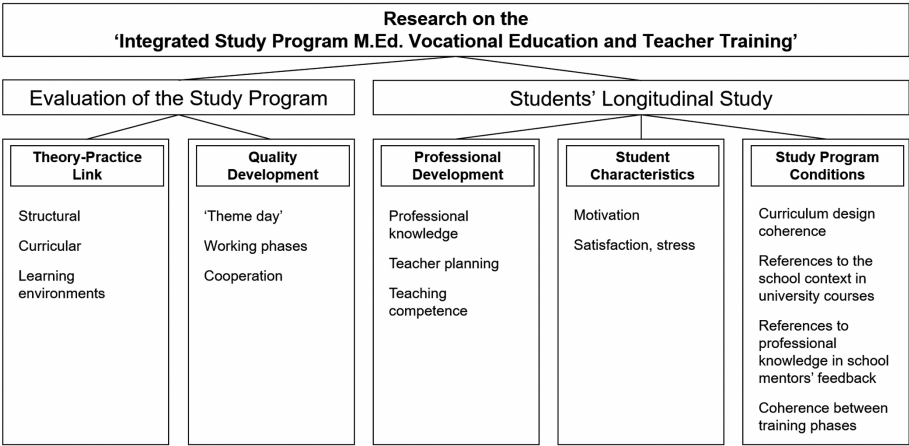 Research on the
‘Integrated Study Program M.Ed. Vocational Education and Teacher Training’
Evaluation of the Study Program
Students’ Longitudinal Study
Theory-Practice
Link
Structural
Curricular
Learning
environments
Quality
Development
‘Theme day’
Working phases
Cooperation
Professional
Development
Professional
knowledge
Teacher planning
Teaching
competence
Student
Characteristics
Motivation
Satisfaction, stress
Study Program
Conditions
Curriculum design
coherence
References to the
school context in
university courses
References to
professional
knowledge in school
mentors’ feedback
Coherence between
training phases